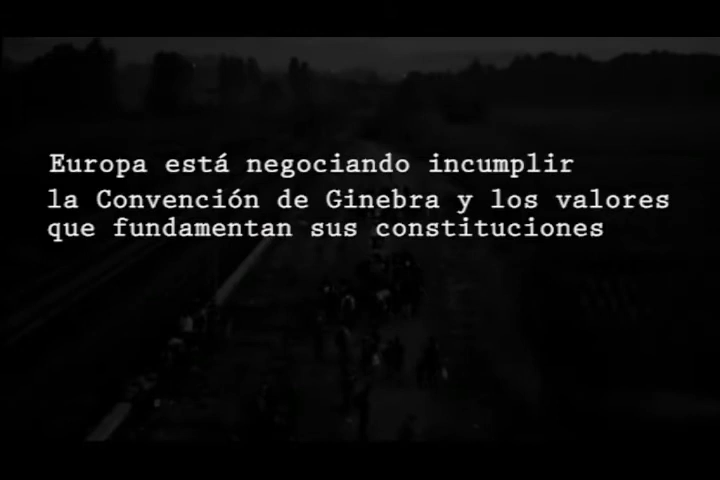 Europa está negociando incumplir
la Convención de Ginebra y los valores
que fundamentan sus constituciones